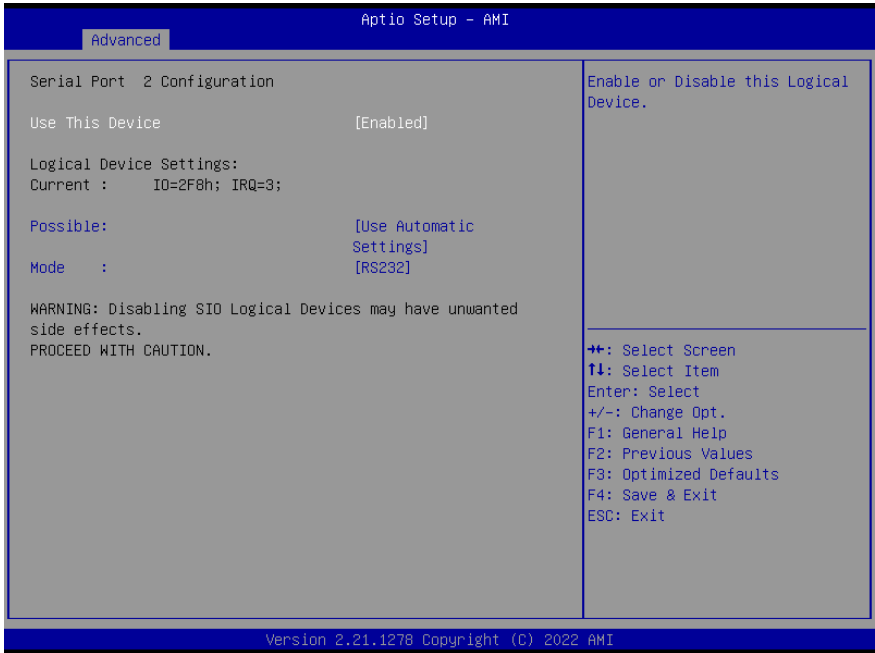 Aptio Setup – AMI
Advanced
Serial Port 2 Configuration
Use This Device [Enabled]
Logical Device Settings:
Current : IO=2F8h; IRQ=3;
Possible: [Use Automatic
Settings]
Mode : [RS232]
WARNING: Disabling SIO Logical Devices may have unwanted
side effects.
PROCEED WITH CAUTION.
Enable or Disable this Logical
Device.
→←: Select Screen
↑↓: Select Item
Enter: Select
+/-: Change Opt.
F1: General Help
F2: Previous Values
F3: Optimized Defaults
F4: Save & Exit
ESC: Exit
Version 2.21.1278 Copyright (C) 2022 AMI